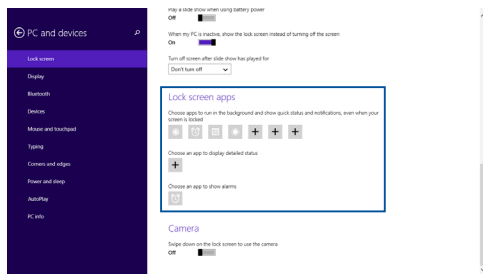 PC and devices
Lock screen
Display
Bluetooth
Devices
Mouse and touchpad
Typing
Corners and edges
Power and sleep
AutoPlay
PC info
Play a slide show when using battery power
Off
When my PC is inactive, show the lock screen instead of turning off the screen
On
Turn off screen after slide show has played for
Don't turn off
Lock screen apps
Choose apps to run in the background and show quick status and notifications, even when your
screen is locked
Choose an app to display detailed status
Choose an app to show alarms
Camera
Swipe down on the lock screen to use the camera
Off